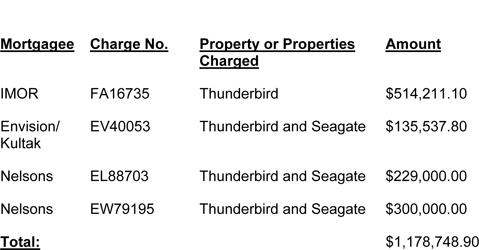 Mortgagee Charge No. Property or Properties Amount
Charged
IMOR FA16735 Thunderbird $514,211.10
Envision/ EV40053 Thunderbird and Seagate $135,537.80
Kultak
Nelsons EL88703 Thunderbird and Seagate $229,000.00
Nelsons EW79195 Thunderbird and Seagate $300,000.00
Total: $1,178,748.90